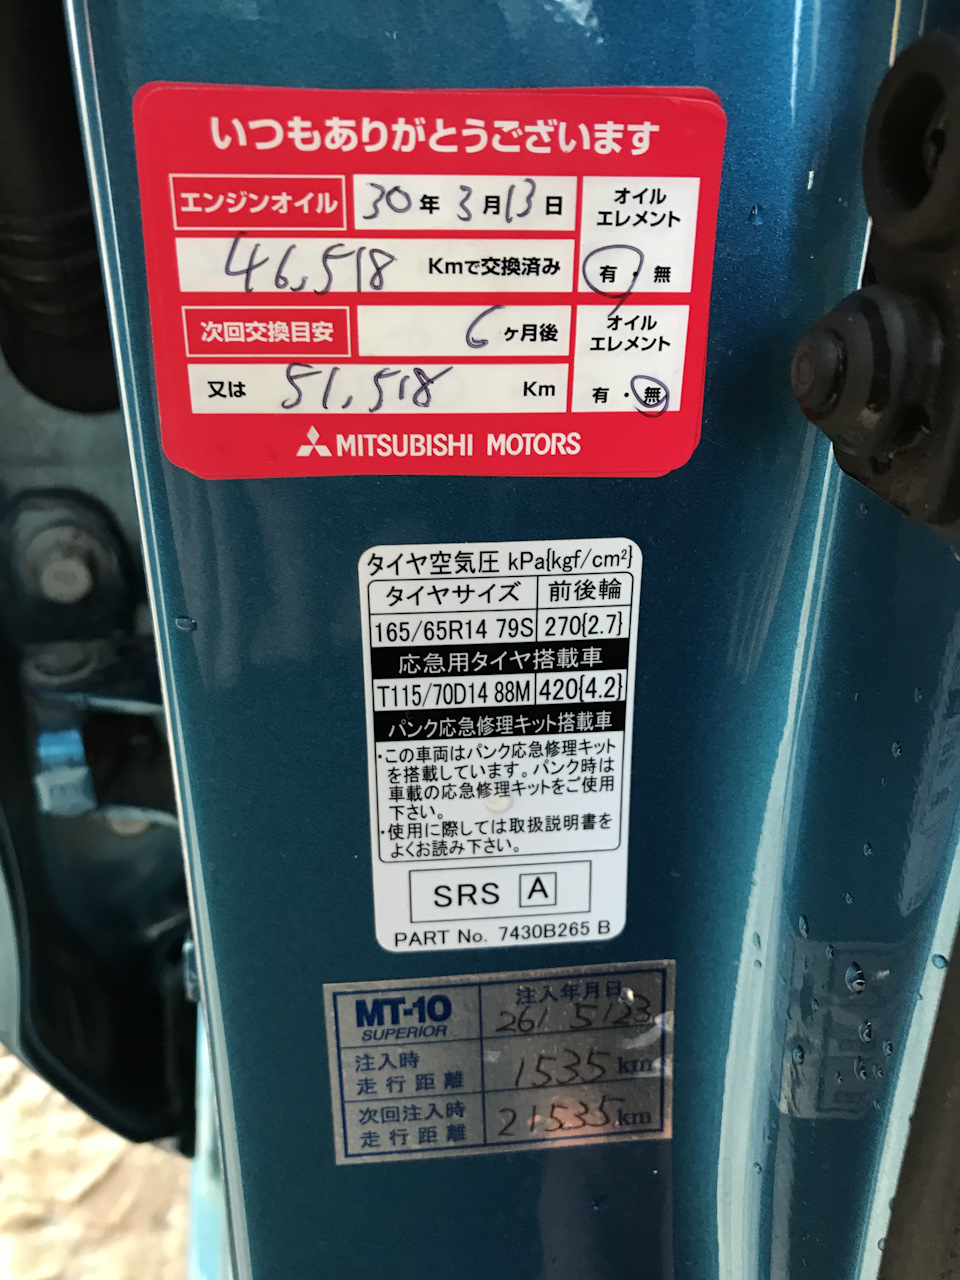 いつもありがとうございます
エンジンオイル 30年 3月13日
オイル
エレメント
46,518 Kmで交換済み
有・無
次回交換目安 6ヶ月後
オイル
エレメント
又は 51,518 Km
有・無
MITSUBISHI MOTORS
タイヤ空気圧 kPa{kgf/cm²}
タイヤサイズ 前後輪
165/65R14 79S 270{2.7}
応急用タイヤ搭載車
T115/70D14 88M 420{4.2}
パンク応急修理キット搭載車
・この車両はパンク応急修理キット
を搭載しています。パンク時は
車載の応急修理キットをご使用
下さい。
・使用に際しては取扱説明書を
よくお読み下さい。
SRS A
PART No. 7430B265 B
MT-10
SUPERIOR
注入年月日
26/5/23
注入時
走行距離
1535km
次回注入時
走行距離
21535km